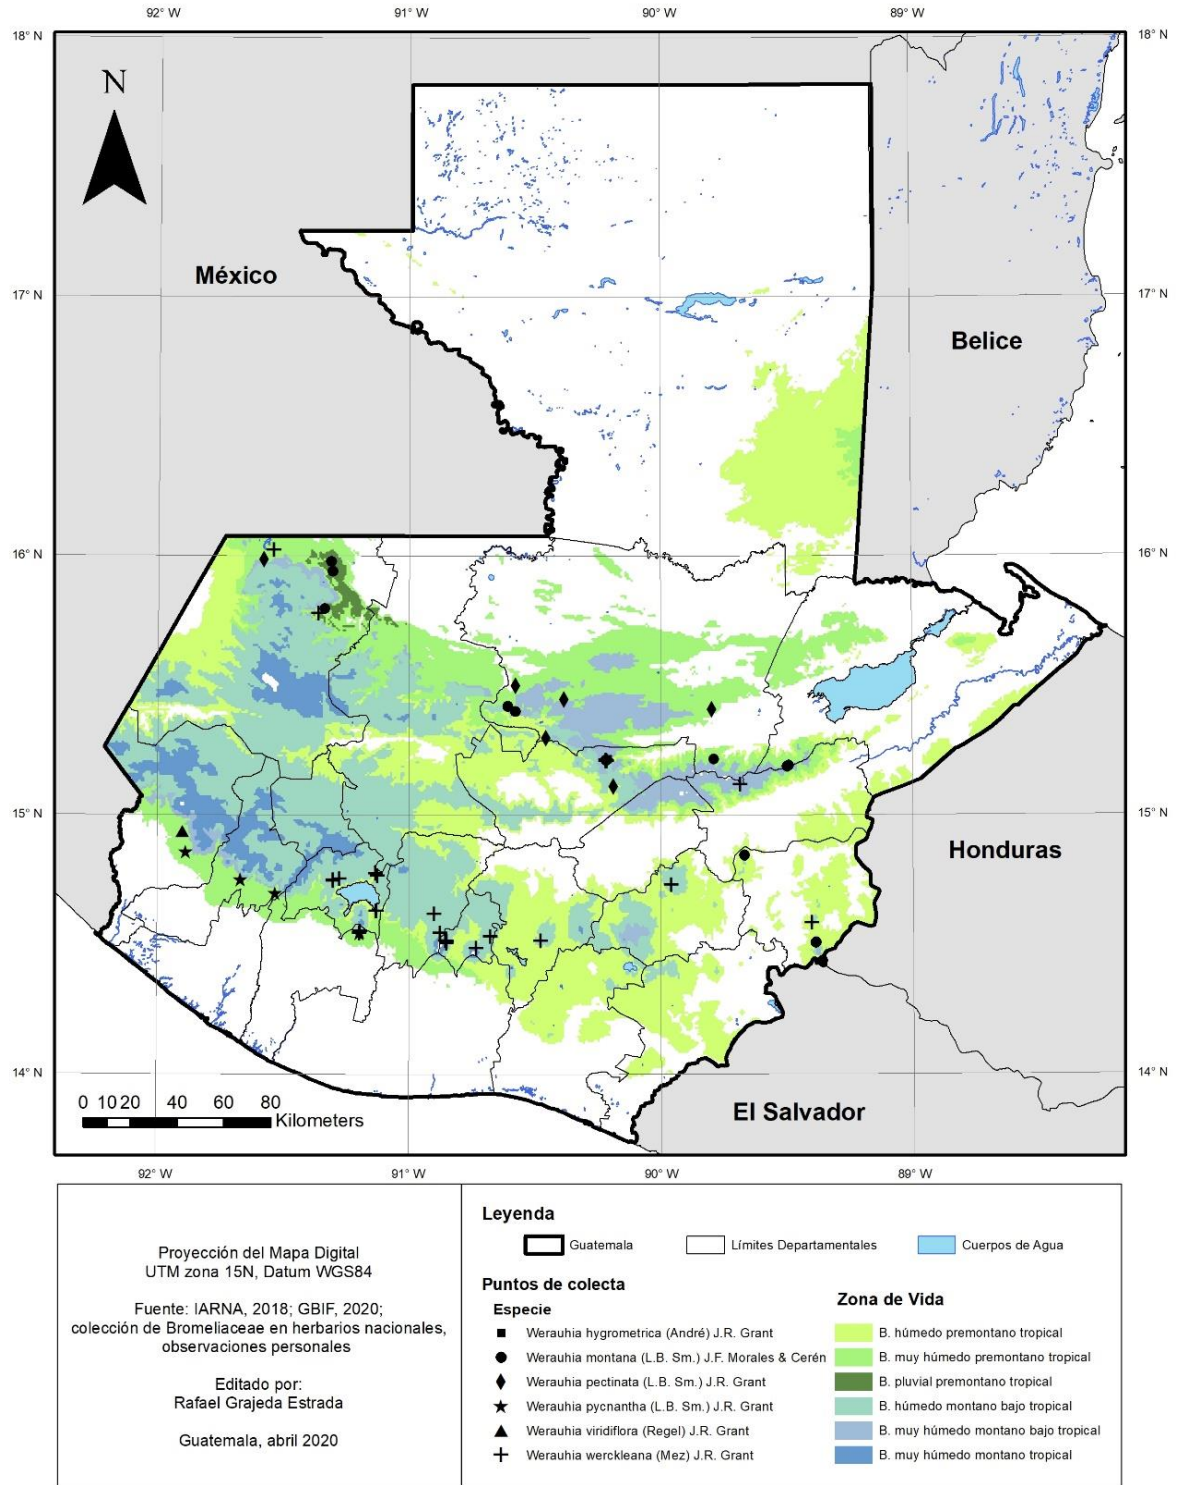 92° W 91° W 90° W 89° W
18° N 18° N
N
México
17° N 17° N
Belice
16° N 16° N
15° N 15° N
Honduras
14° N 14° N
0 10 20 40 60 80
Kilometers
El Salvador
92° W 91° W 90° W 89° W
Proyección del Mapa Digital
UTM zona 15N, Datum WGS84
Fuente: IARNA, 2018; GBIF, 2020;
colección de Bromeliaceae en herbarios nacionales,
observaciones personales
Editado por:
Rafael Grajeda Estrada
Guatemala, abril 2020
Leyenda
Guatemala
Límites Departamentales
Cuerpos de Agua
Puntos de colecta
Especie
Werauhia hygrometrica (André) J.R. Grant
Werauhia montana (L.B. Sm.) J.F. Morales & Cerén
Werauhia pectinata (L.B. Sm.) J.R. Grant
Werauhia pycnantha (L.B. Sm.) J.R. Grant
Werauhia viridiflora (Regel) J.R. Grant
Werauhia werckleana (Mez) J.R. Grant
Zona de Vida
B. húmedo premontano tropical
B. muy húmedo premontano tropical
B. pluvial premontano tropical
B. húmedo montano bajo tropical
B. muy húmedo montano bajo tropical
B. muy húmedo montano tropical